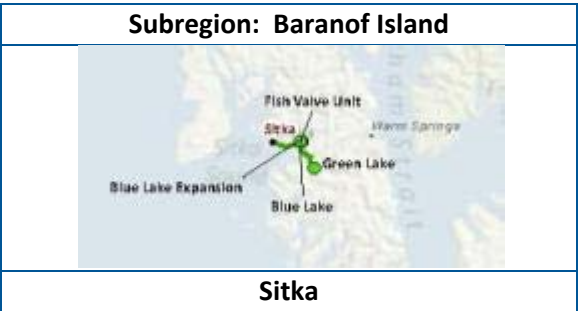 Subregion: Baranof Island
Fish Valve Unit
Sitka
Warm Springs
Green Lake
Blue Lake Expansion
Blue Lake
Sitka